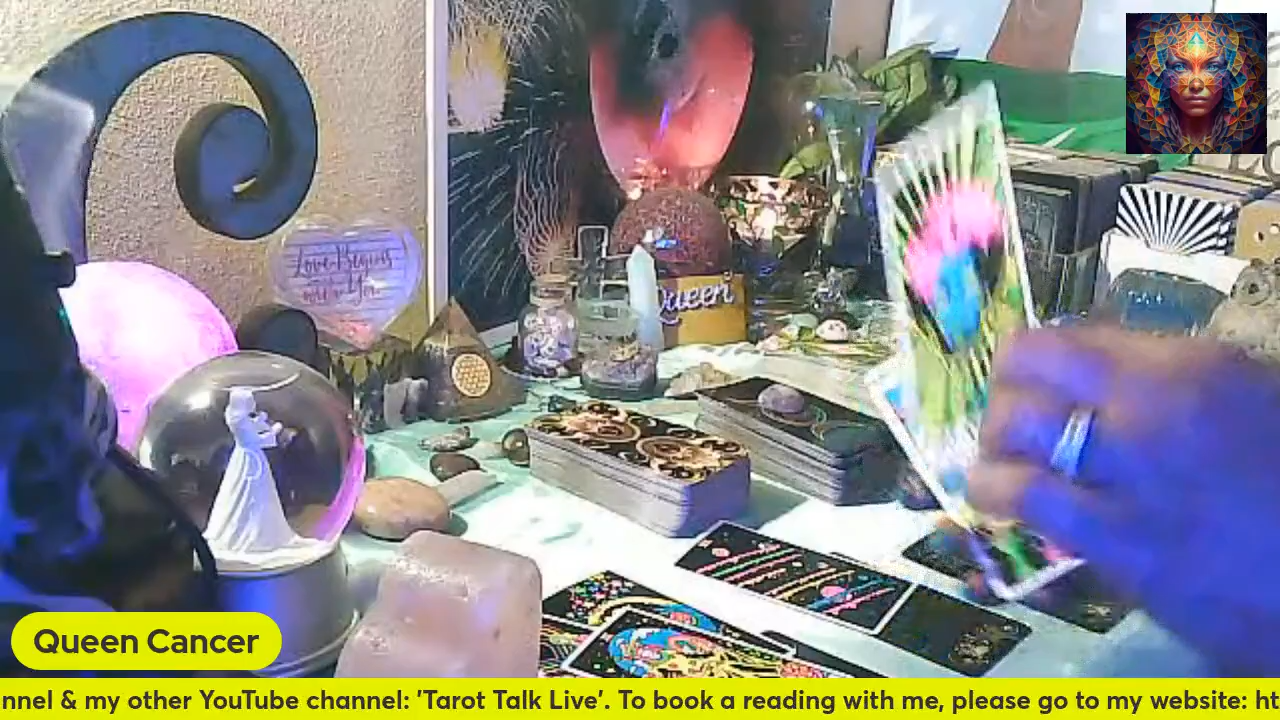 Love Begins
with You
Queen
Queen Cancer
nnel & my other YouTube channel: 'Tarot Talk Live'. To book a reading with me, please go to my website: ht